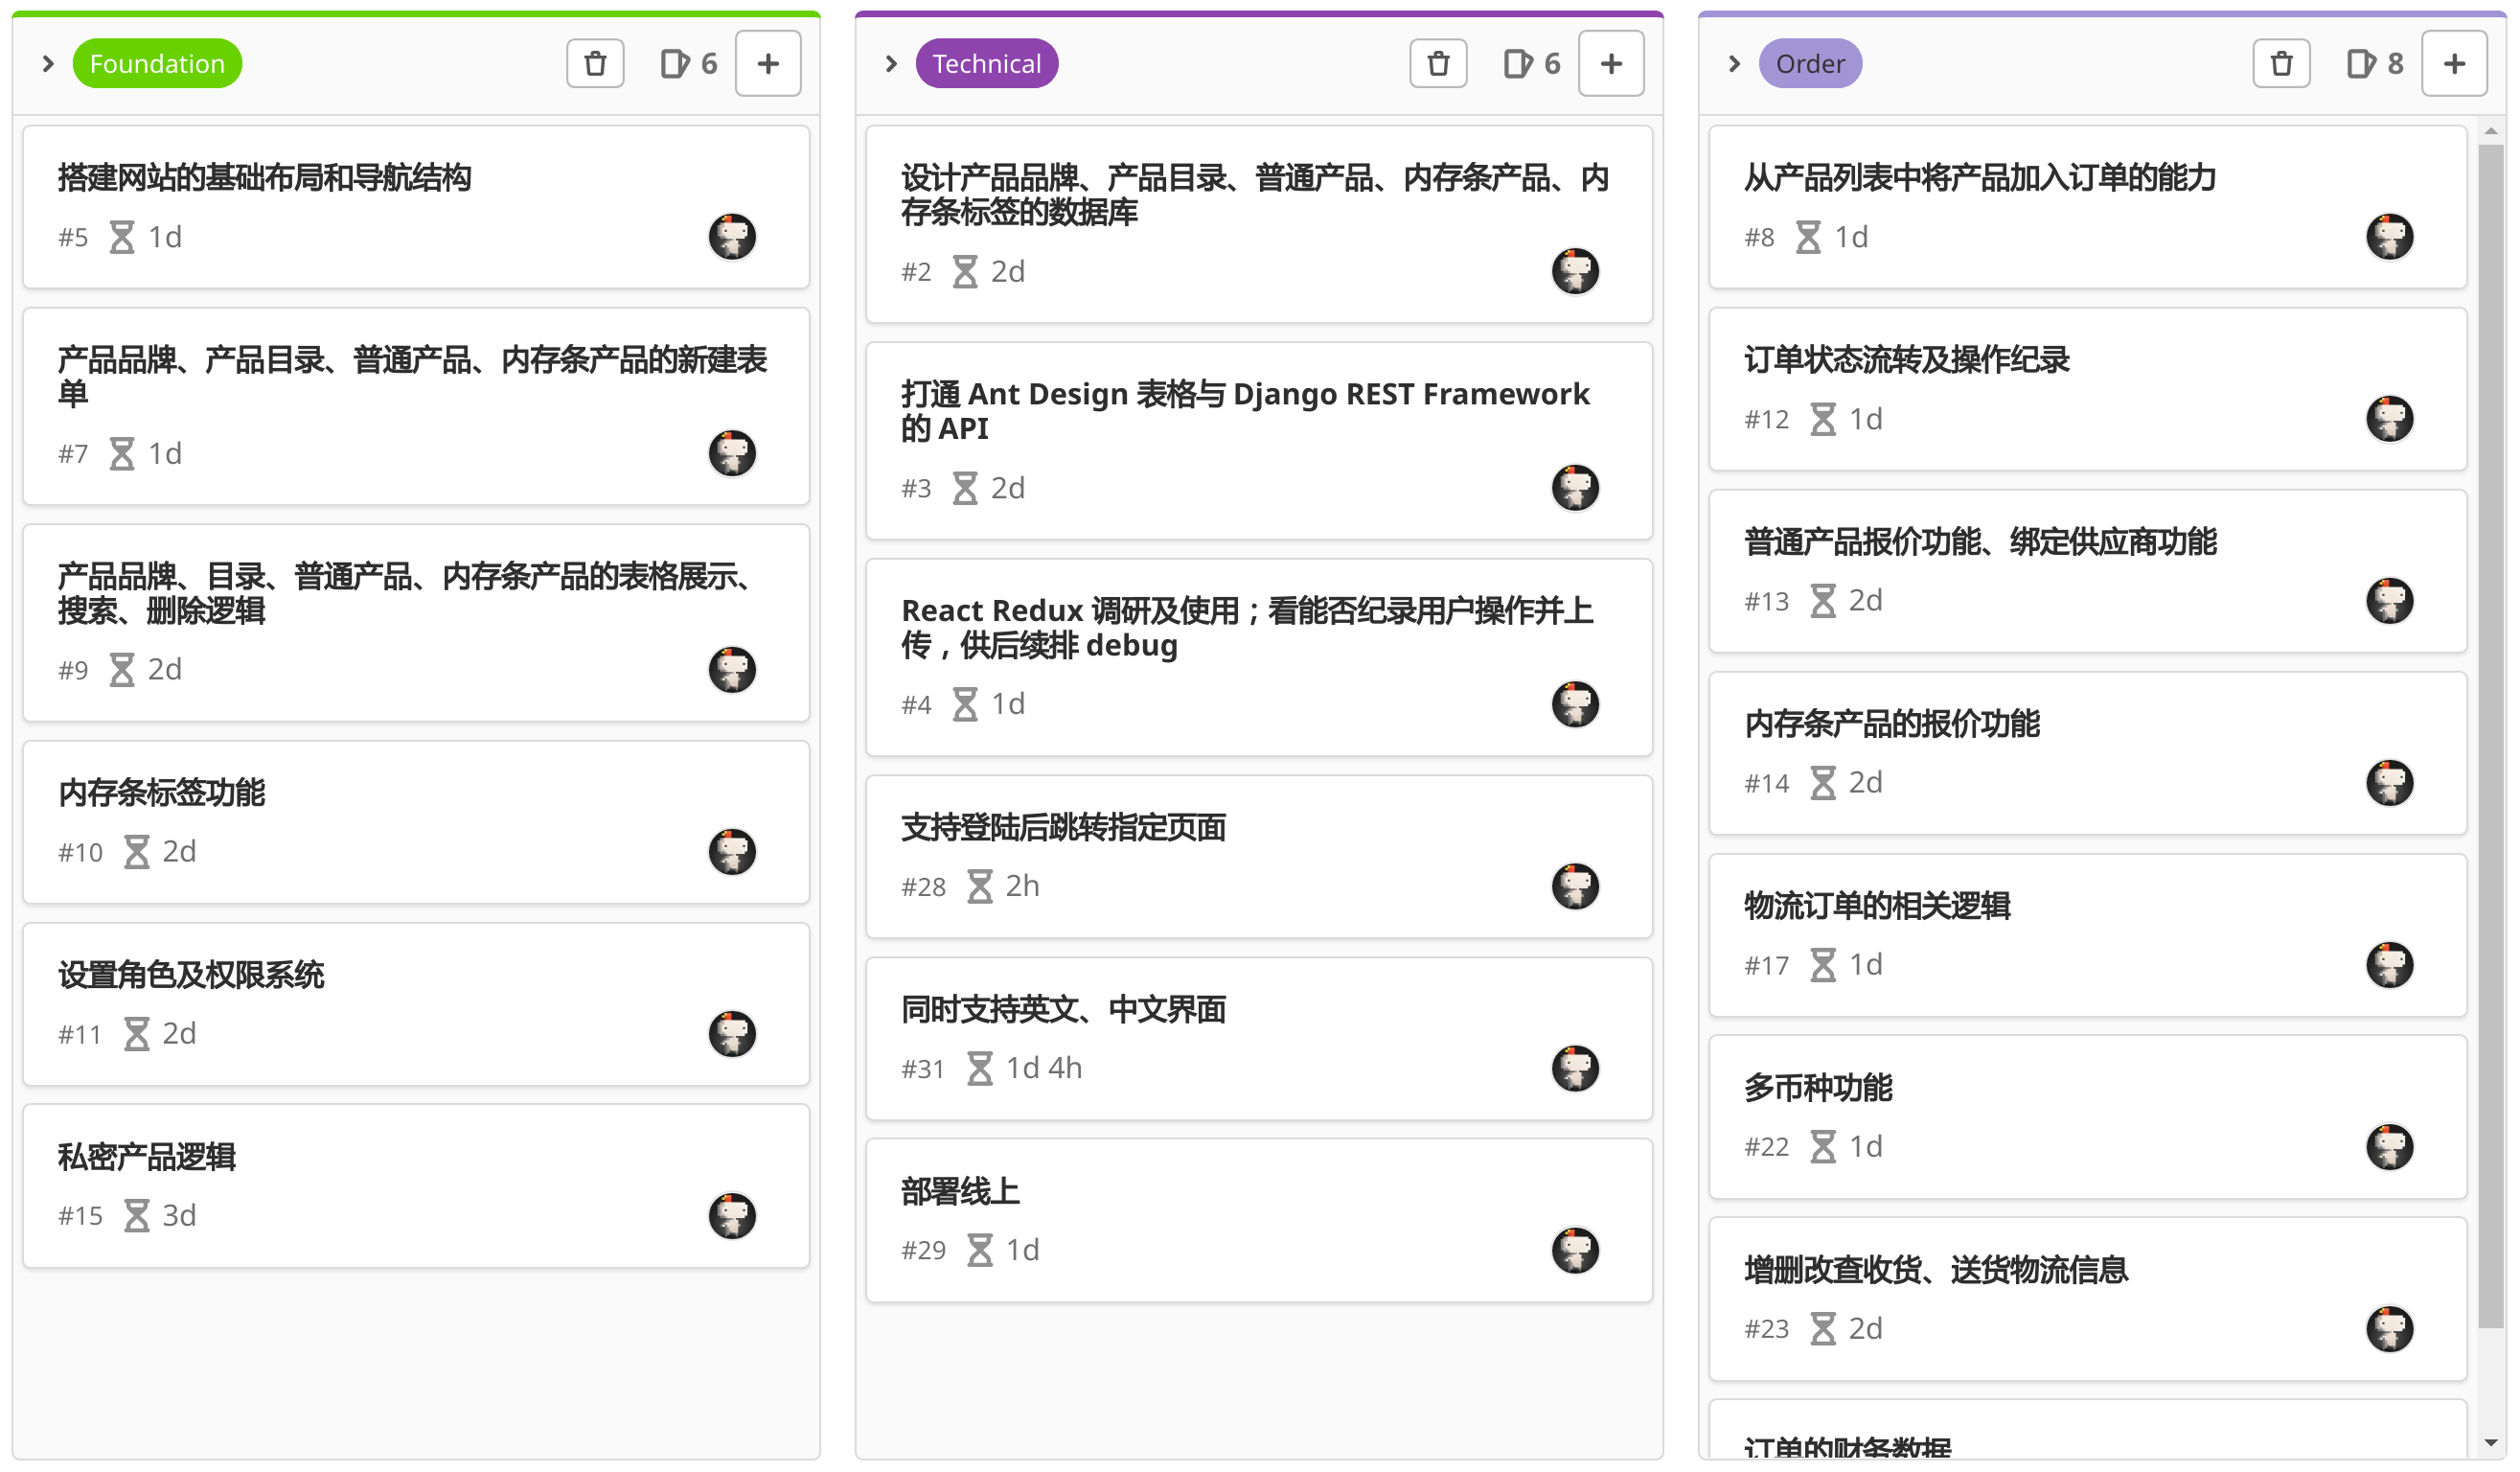 Foundation
6
搭建网站的基础布局和导航结构
#5 1d
产品品牌、产品目录、普通产品、内存条产品的新建表
单
#7 1d
产品品牌、目录、普通产品、内存条产品的表格展示、
搜索、删除逻辑
#9 2d
内存条标签功能
#10 2d
设置角色及权限系统
#11 2d
私密产品逻辑
#15 3d
Technical
6
设计产品品牌、产品目录、普通产品、内存条产品、内
存条标签的数据库
#2 2d
打通 Ant Design 表格与 Django REST Framework
的 API
#3 2d
React Redux 调研及使用；看能否纪录用户操作并上
传，供后续排 debug
#4 1d
支持登陆后跳转指定页面
#28 2h
同时支持英文、中文界面
#31 1d 4h
部署线上
#29 1d
Order
8
从产品列表中将产品加入订单的能力
#8 1d
订单状态流转及操作纪录
#12 1d
普通产品报价功能、绑定供应商功能
#13 2d
内存条产品的报价功能
#14 2d
物流订单的相关逻辑
#17 1d
多币种功能
#22 1d
增删改查收货、送货物流信息
#23 2d
订单的财务数据